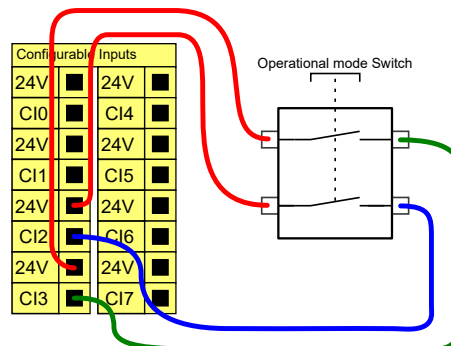 Configurable Inputs
24V 24V
CI0 CI4
24V 24V
CI1 CI5
24V 24V
CI2 CI6
24V 24V
CI3 CI7
Operational mode Switch